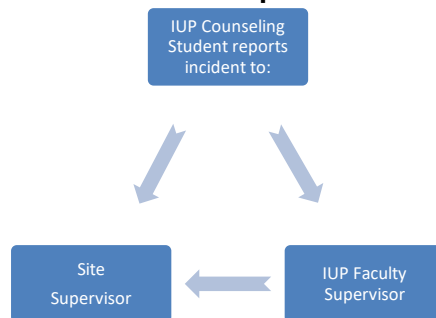 IUP Counseling
Student reports
incident to:
Site
Supervisor
IUP Faculty
Supervisor